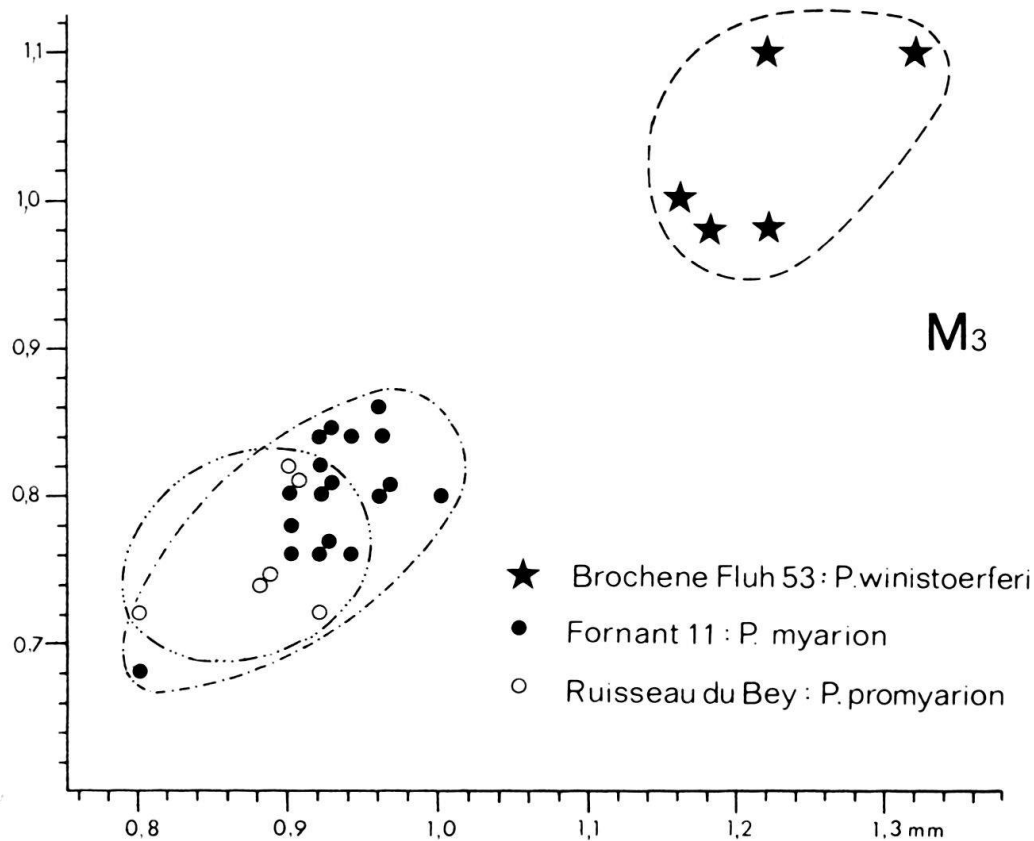 1,1
1,0
0,9
0,8
0.7
M3
Brochene Fluh 53: P.winistoerferi
Fornant 11: P. myarion
Ruisseau du Bey: P. promyarion
0,8 0,9 1,0 1,1 1,2 1,3 mm